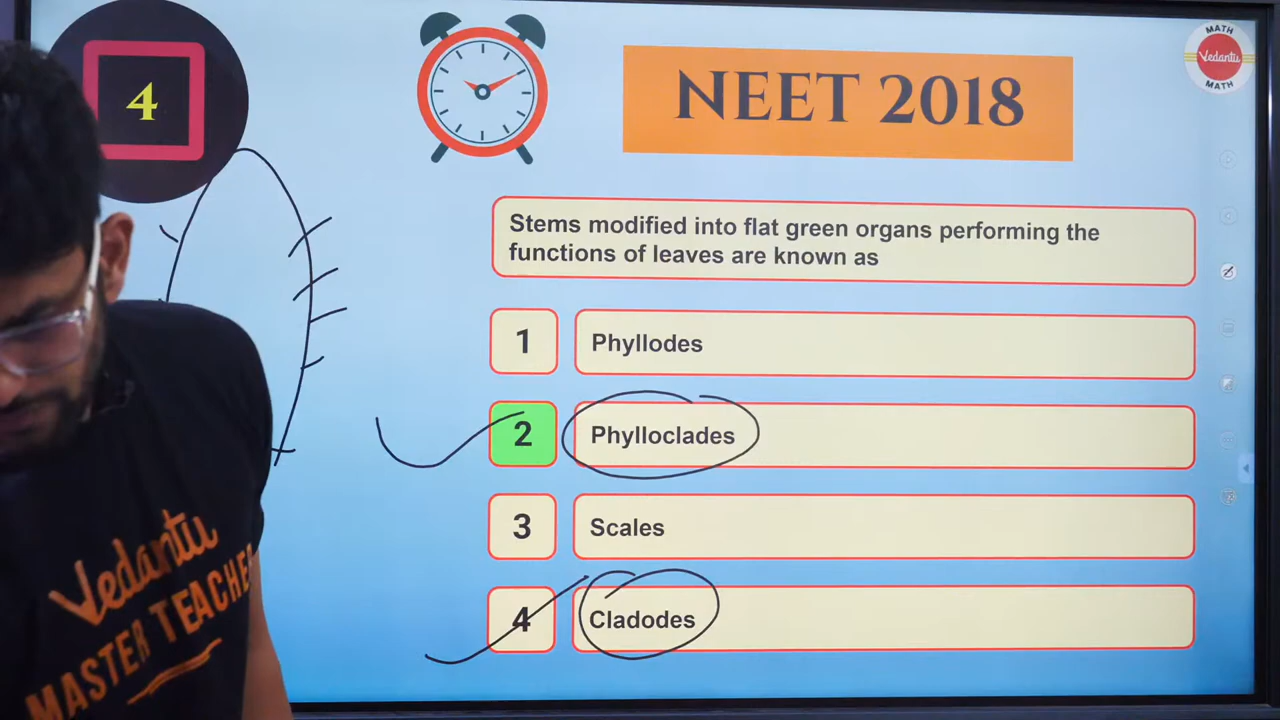 4
NEET 2018
MATH
Vedantu
MATH
Stems modified into flat green organs performing the
functions of leaves are known as
1
Phyllodes
2
Phylloclades
3
Scales
4
Cladodes
Vedantu
MASTER TEACHER